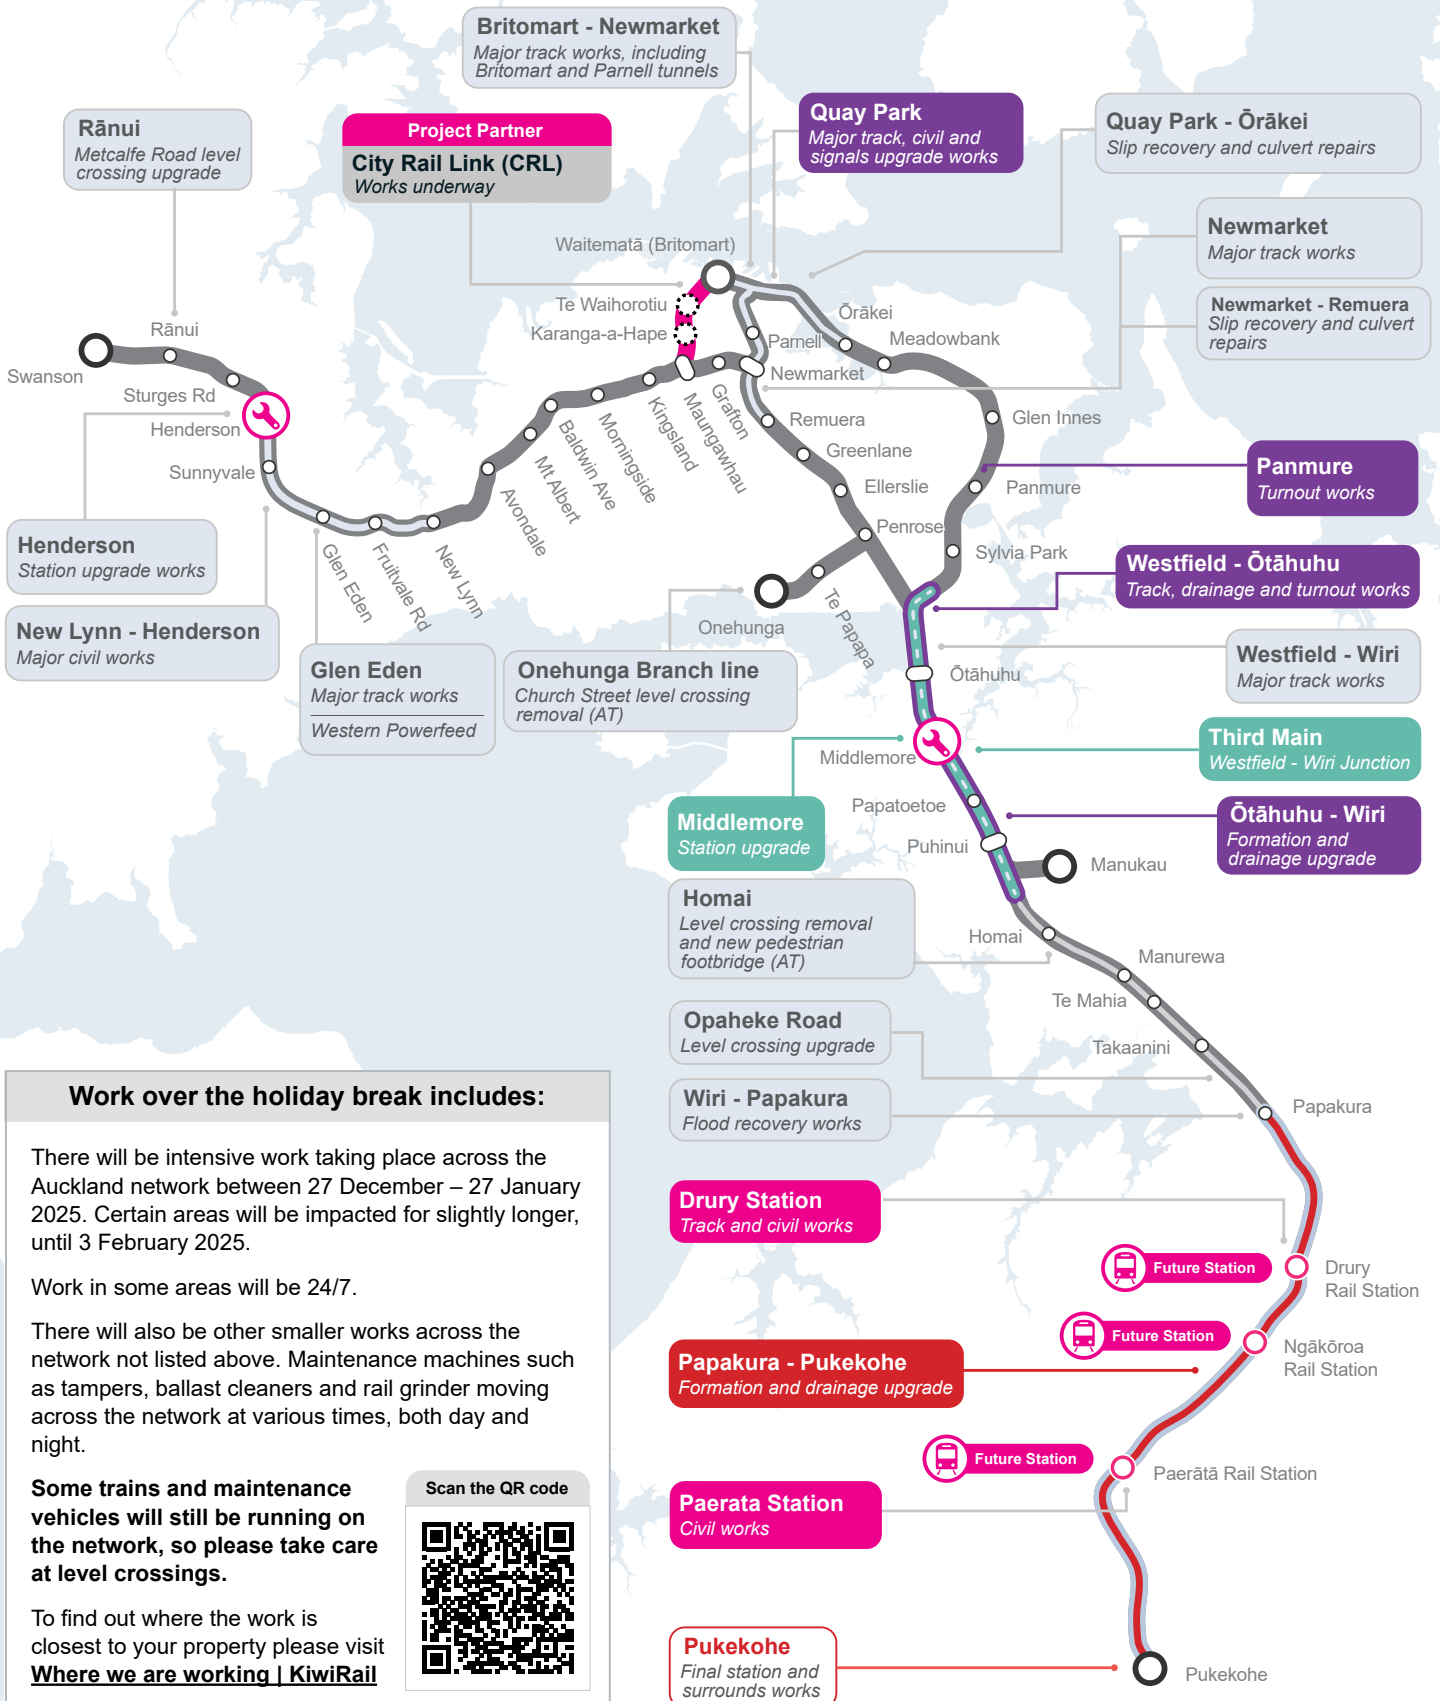 Britomart - Newmarket
Major track works, including
Britomart and Parnell tunnels
Rānui
Metcalfe Road level
crossing upgrade
Project Partner
City Rail Link (CRL)
Works underway
Quay Park
Major track, civil and
signals upgrade works
Quay Park - Ōrākei
Slip recovery and culvert repairs
Newmarket
Major track works
Newmarket - Remuera
Slip recovery and culvert
repairs
Waitematā (Britomart)
Te Waihorotiu
Karanga-a-Hape
Ōrākei
Meadowbank
Parnell
Newmarket
Rānui
Swanson
Sturges Rd
Henderson
Sunnyvale
Glen Eden
Fruitvale Rd
New Lynn
Avondale
Mt Albert
Baldwin Ave
Morningside
Kingsland
Maungawhau
Grafton
Remuera
Greenlane
Ellerslie
Penrose
Glen Innes
Panmure
Sylvia Park
Te Papapa
Onehunga
Ōtāhuhu
Panmure
Turnout works
Westfield - Ōtāhuhu
Track, drainage and turnout works
Westfield - Wiri
Major track works
Third Main
Westfield - Wiri Junction
Ōtāhuhu - Wiri
Formation and
drainage upgrade
Henderson
Station upgrade works
New Lynn - Henderson
Major civil works
Glen Eden
Major track works
Western Powerfeed
Onehunga Branch line
Church Street level crossing
removal (AT)
Middlemore
Papatoetoe
Puhinui
Manukau
Middlemore
Station upgrade
Homai
Level crossing removal
and new pedestrian
footbridge (AT)
Homai
Manurewa
Te Mahia
Takaanini
Papakura
Opaheke Road
Level crossing upgrade
Wiri - Papakura
Flood recovery works
Drury Station
Track and civil works
Future Station
Drury
Rail Station
Future Station
Ngākōroa
Rail Station
Papakura - Pukekohe
Formation and drainage upgrade
Future Station
Paerātā Rail Station
Paerata Station
Civil works
Pukekohe
Final station and
surrounds works
Pukekohe
Work over the holiday break includes:
There will be intensive work taking place across the
Auckland network between 27 December – 27 January
2025. Certain areas will be impacted for slightly longer,
until 3 February 2025.
Work in some areas will be 24/7.
There will also be other smaller works across the
network not listed above. Maintenance machines such
as tampers, ballast cleaners and rail grinder moving
across the network at various times, both day and
night.
Some trains and maintenance
vehicles will still be running on
the network, so please take care
at level crossings.
To find out where the work is
closest to your property please visit
Where we are working | KiwiRail
Scan the QR code